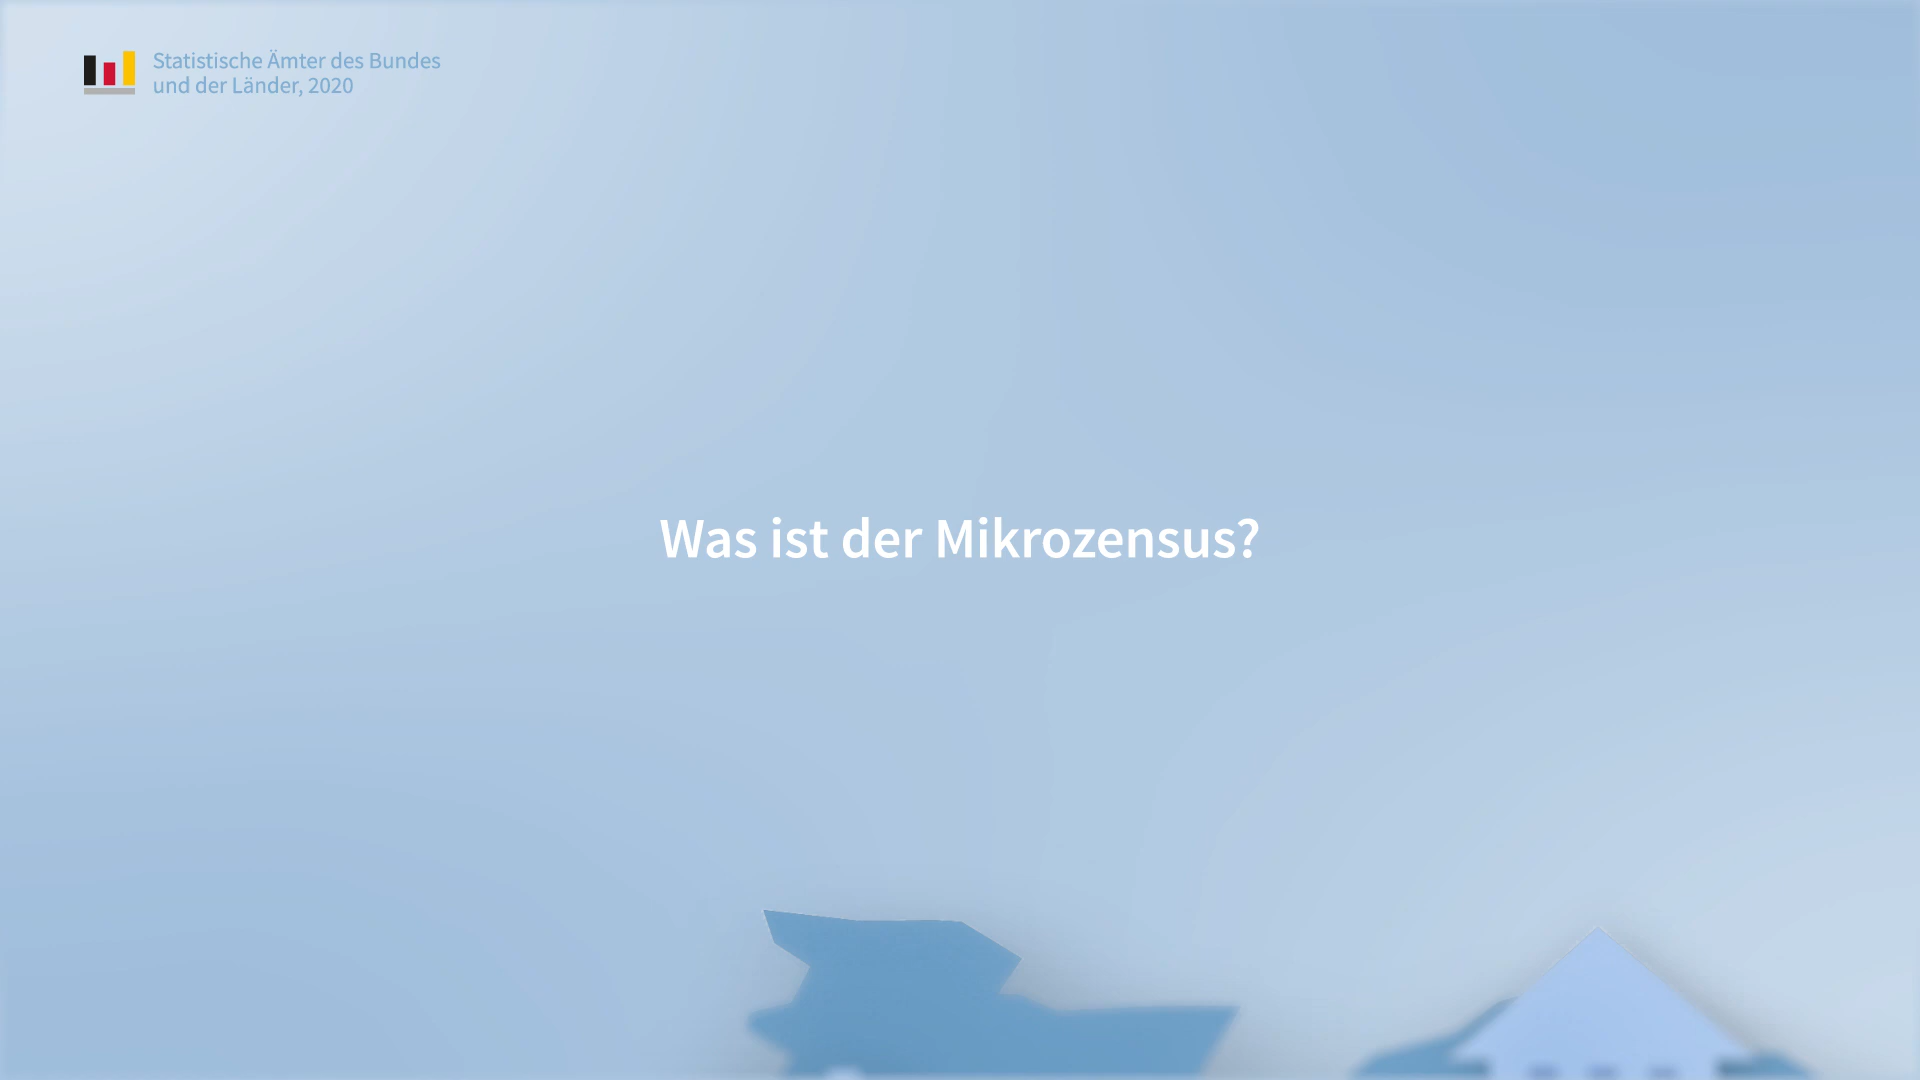 Statistische Ämter des Bundes
und der Länder, 2020
Was ist der Mikrozensus?